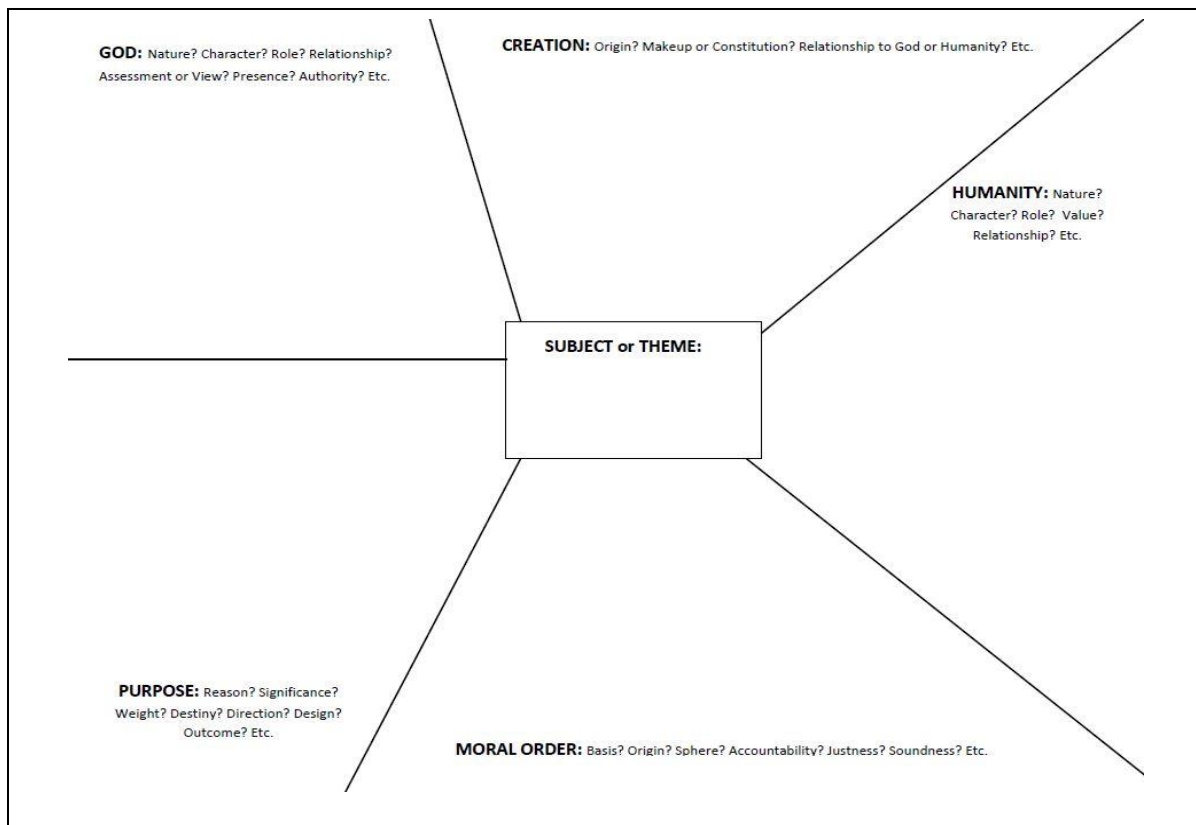 GOD: Nature? Character? Role? Relationship?
Assessment or View? Presence? Authority? Etc.
CREATION: Origin? Makeup or Constitution? Relationship to God or Humanity? Etc.
HUMANITY: Nature?
Character? Role? Value?
Relationship? Etc.
SUBJECT or THEME:
PURPOSE: Reason? Significance?
Weight? Destiny? Direction? Design?
Outcome? Etc.
MORAL ORDER: Basis? Origin? Sphere? Accountability? Justness? Soundness? Etc.